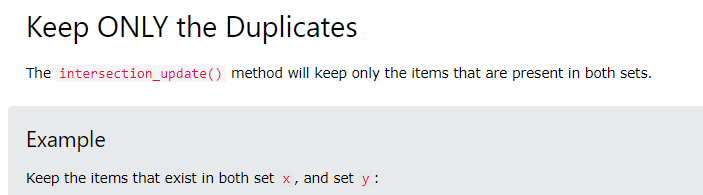 Keep ONLY the Duplicates
The intersection_update() method will keep only the items that are present in both sets.
Example
Keep the items that exist in both set x, and set y: